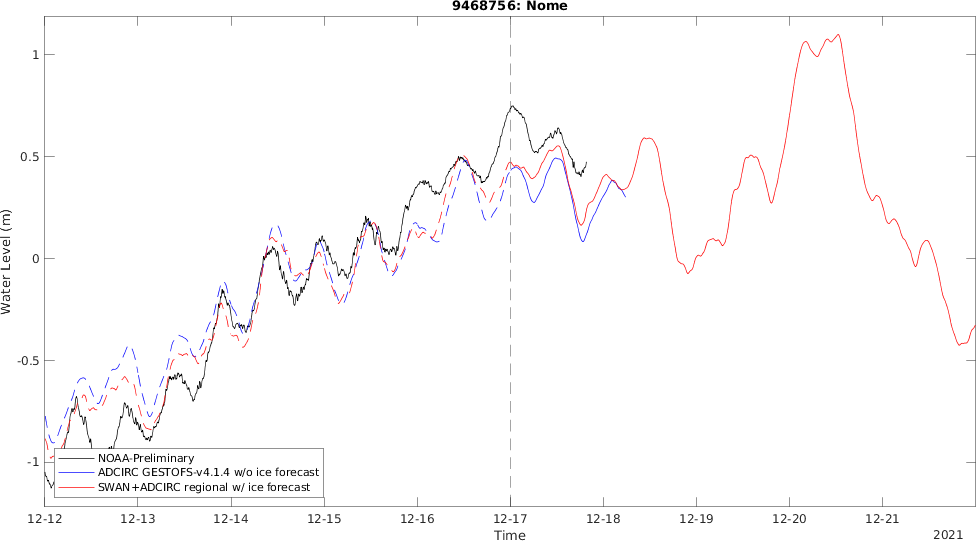 9468756: Nome
1
0.5
0
-0.5
-1
Water Level (m)
NOAA-Preliminary
ADCIRC GESTOFS-v4.1.4 w/o ice forecast
SWAN+ADCIRC regional w/ ice forecast
12-12 12-13 12-14 12-15 12-16 12-17 12-18 12-19 12-20 12-21
Time
2021